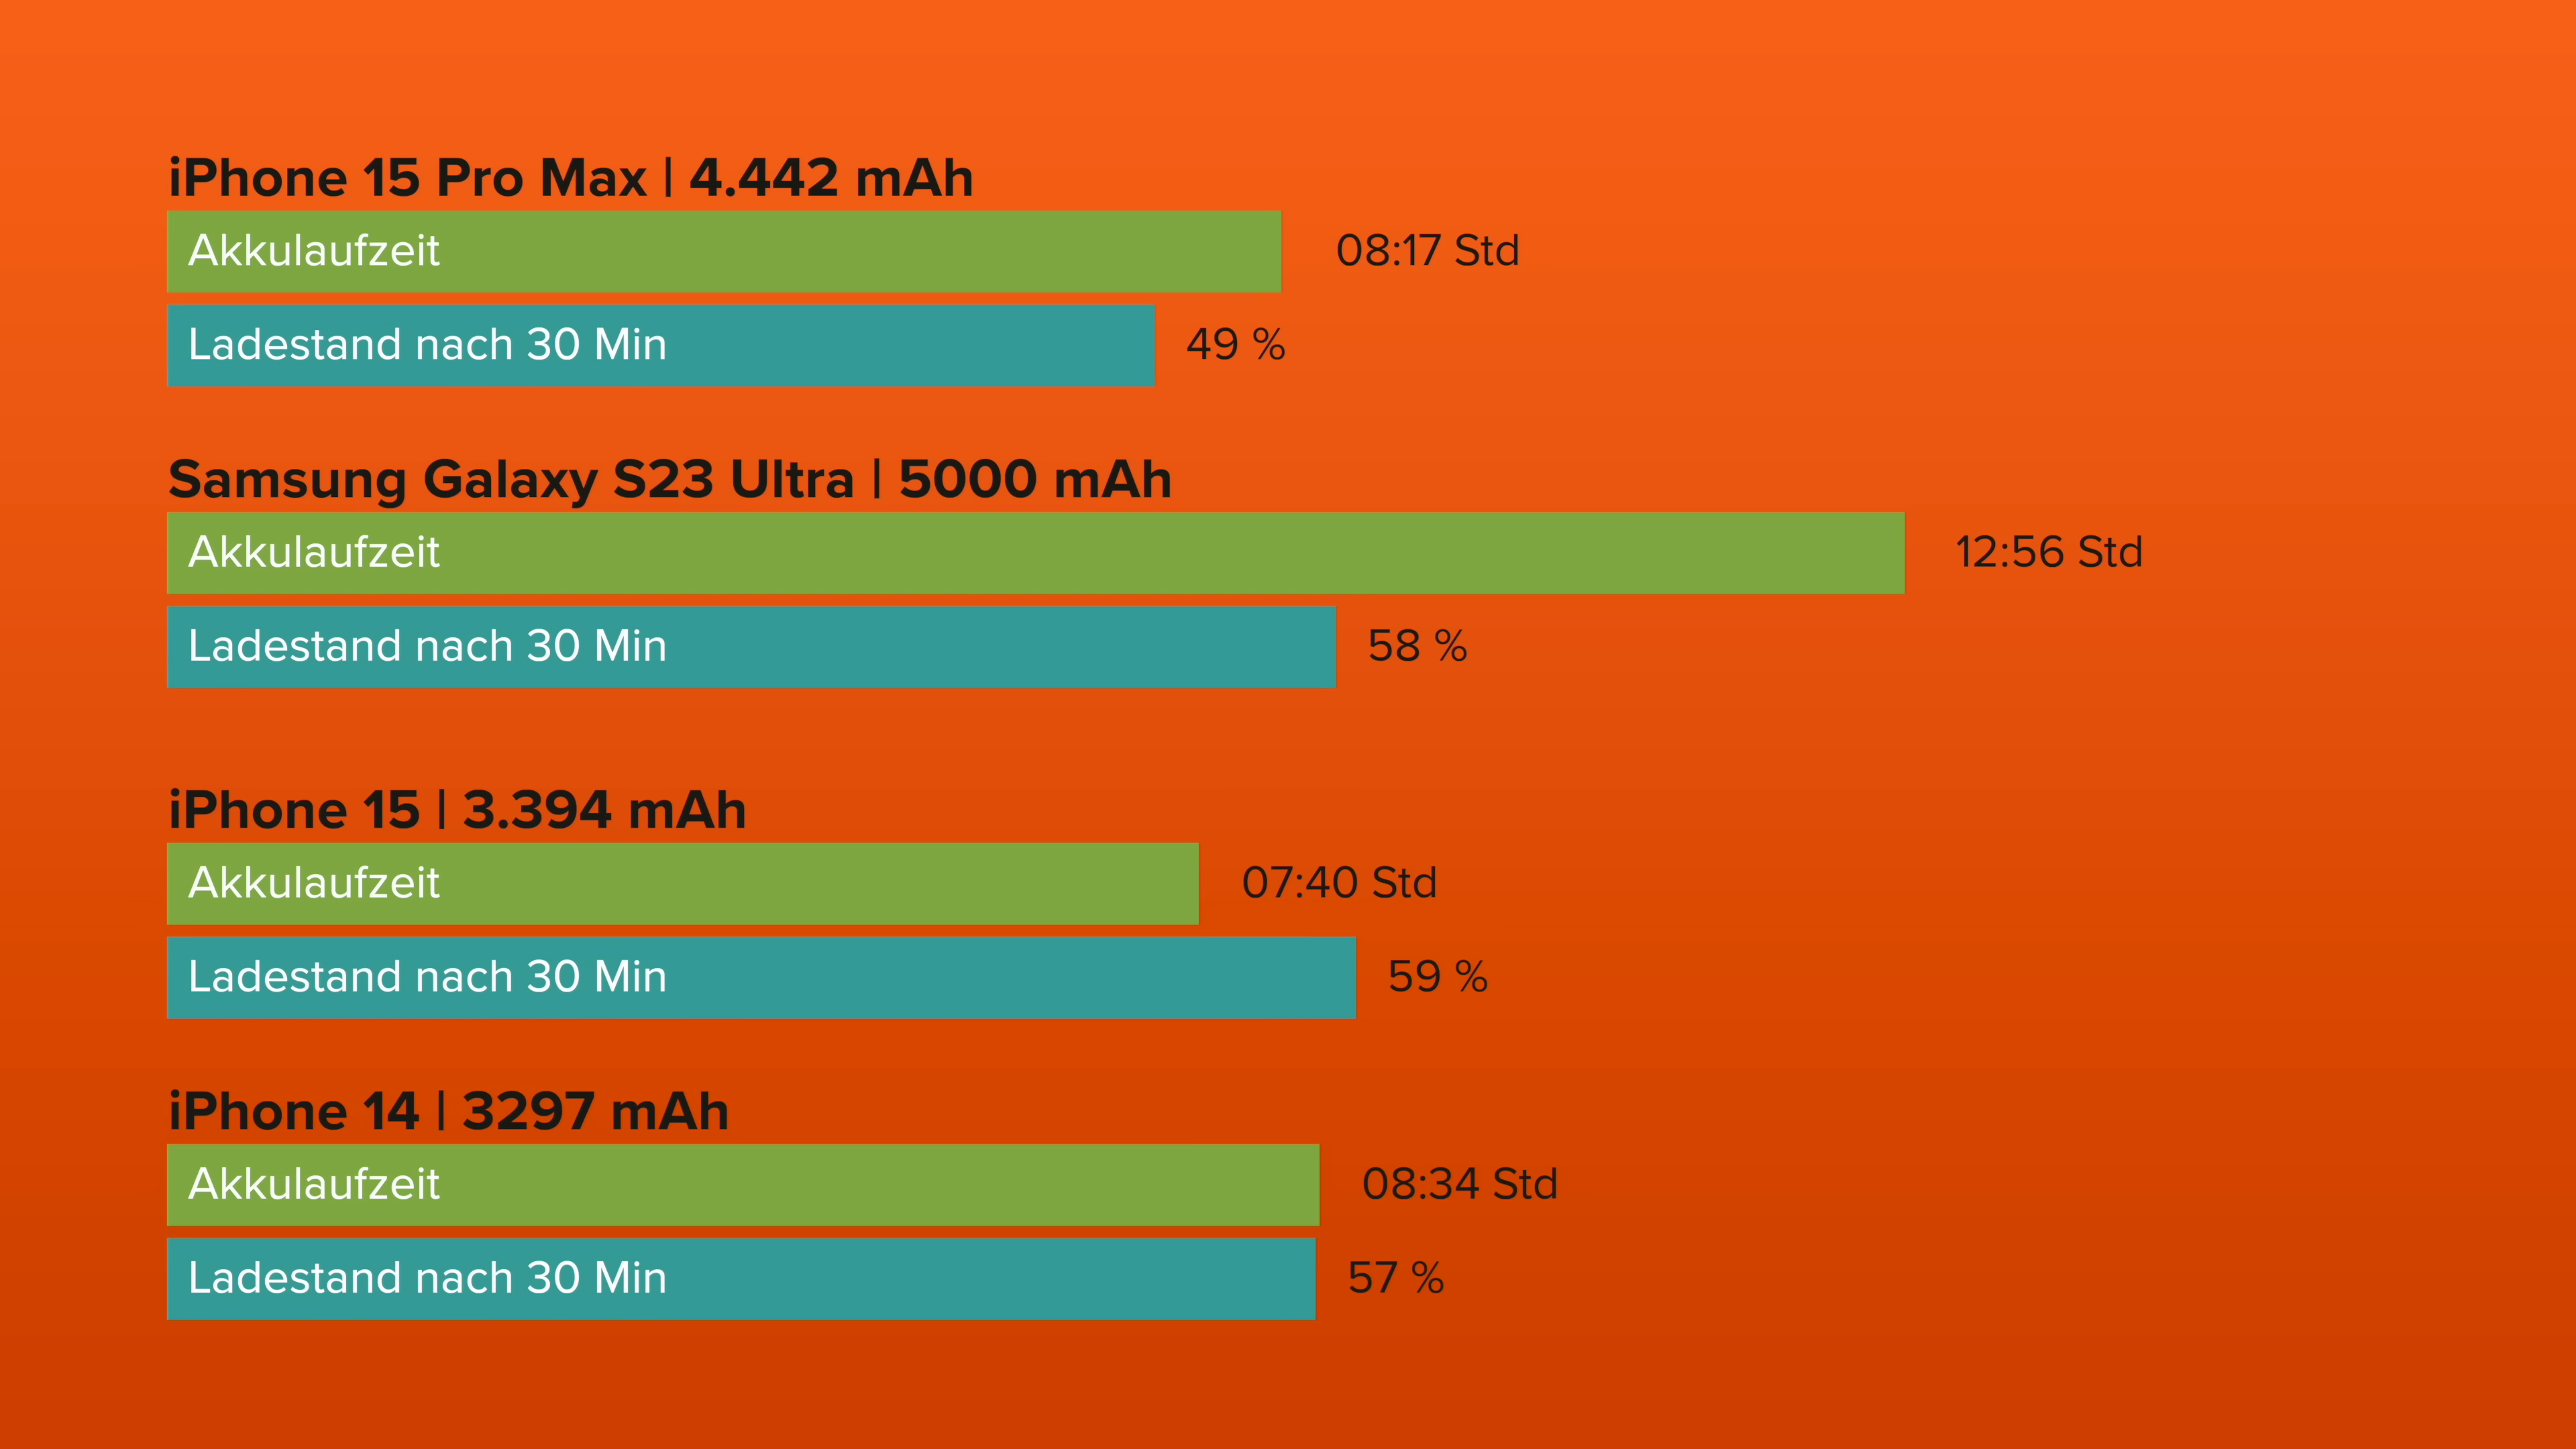 iPhone 15 Pro Max | 4.442 mAh
Akkulaufzeit 08:17 Std
Ladestand nach 30 Min 49 %
Samsung Galaxy S23 Ultra | 5000 mAh
Akkulaufzeit 12:56 Std
Ladestand nach 30 Min 58 %
iPhone 15 | 3.394 mAh
Akkulaufzeit 07:40 Std
Ladestand nach 30 Min 59 %
iPhone 14 | 3297 mAh
Akkulaufzeit 08:34 Std
Ladestand nach 30 Min 57 %